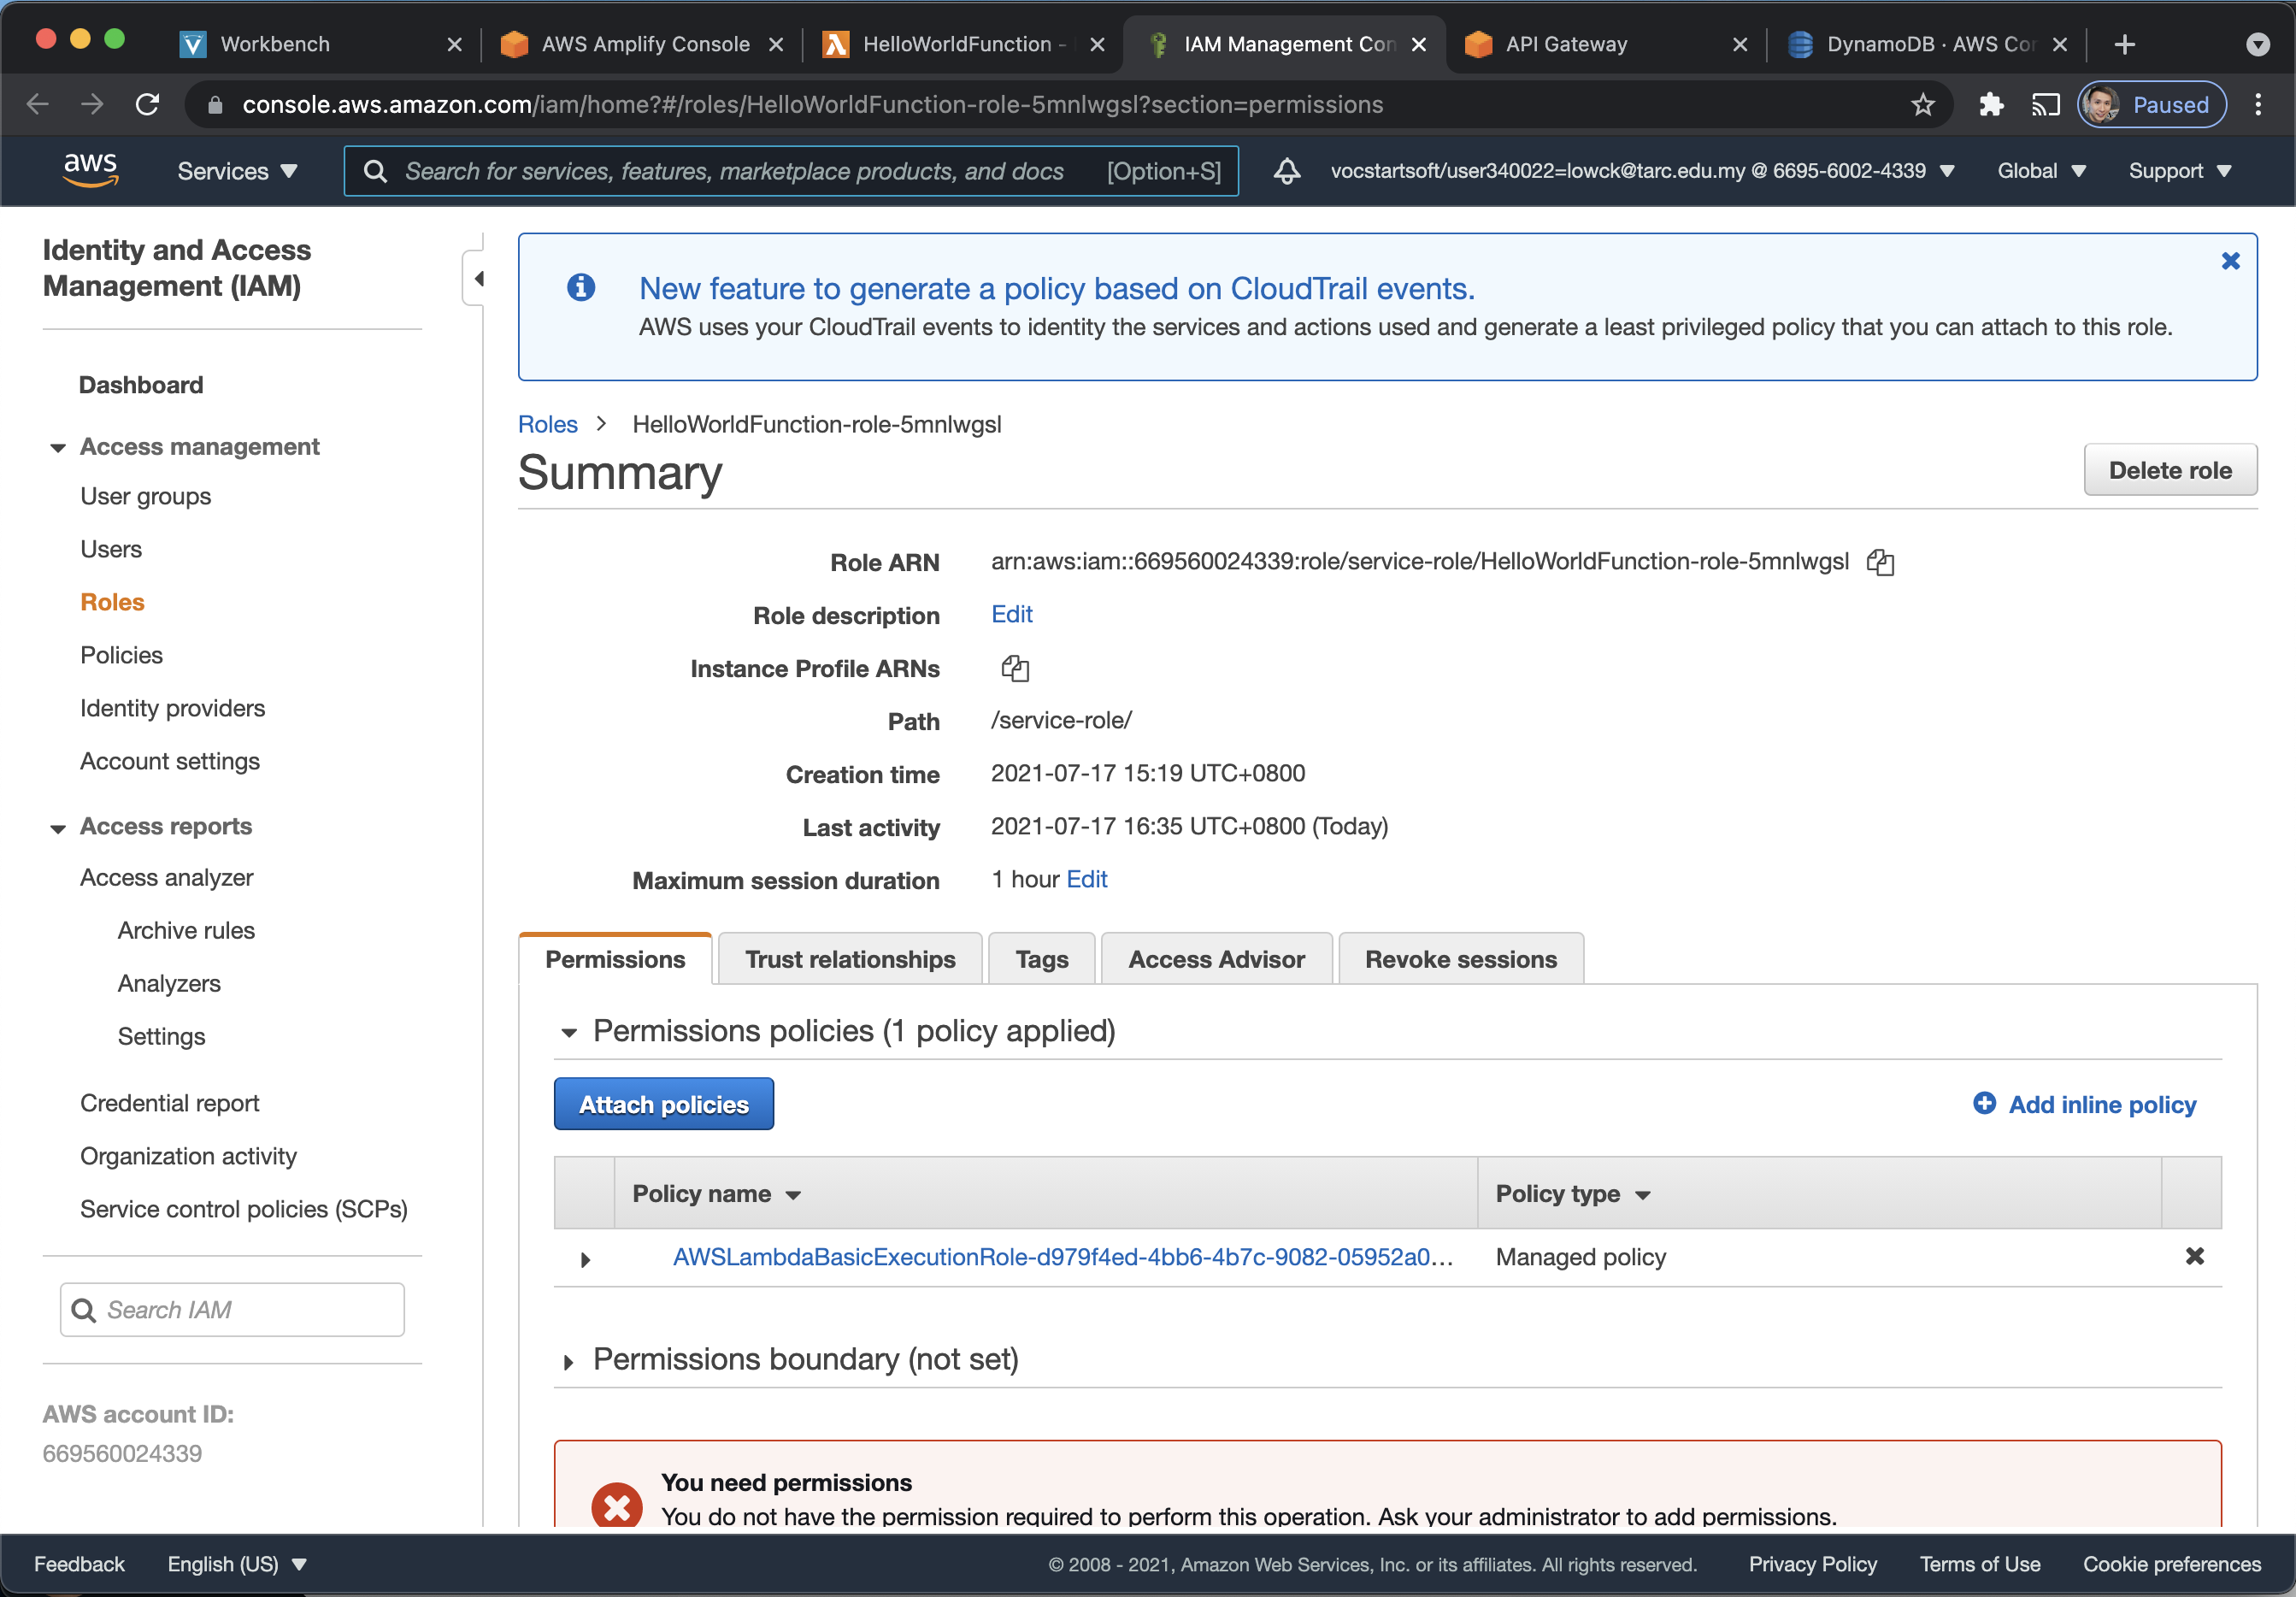 Workbench
AWS Amplify Console
HelloWorldFunction -
IAM Management Con
API Gateway
DynamoDB · AWS Cor
console.aws.amazon.com/iam/home?#/roles/HelloWorldFunction-role-5mnlwgsl?section=permissions
Paused
aws
Services
Search for services, features, marketplace products, and docs
[Option+S]
vocstartsoft/user340022=lowck@tarc.edu.my @ 6695-6002-4339
Global
Support
Identity and Access
Management (IAM)
Dashboard
Access management
User groups
Users
Roles
Policies
Identity providers
Account settings
Access reports
Access analyzer
Archive rules
Analyzers
Settings
Credential report
Organization activity
Service control policies (SCPs)
Search IAM
AWS account ID:
669560024339
New feature to generate a policy based on CloudTrail events.
AWS uses your CloudTrail events to identify the services and actions used and generate a least privileged policy that you can attach to this role.
Roles > HelloWorldFunction-role-5mnlwgsl
Summary
Delete role
Role ARN arn:aws:iam::669560024339:role/service-role/HelloWorldFunction-role-5mnlwgsl
Role description Edit
Instance Profile ARNs
Path /service-role/
Creation time 2021-07-17 15:19 UTC+0800
Last activity 2021-07-17 16:35 UTC+0800 (Today)
Maximum session duration 1 hour Edit
Permissions
Trust relationships
Tags
Access Advisor
Revoke sessions
Permissions policies (1 policy applied)
Attach policies
Add inline policy
Policy name
Policy type
AWSLambdaBasicExecutionRole-d979f4ed-4bb6-4b7c-9082-05952a0…
Managed policy
Permissions boundary (not set)
You need permissions
You do not have the permission required to perform this operation. Ask your administrator to add permissions.
Feedback
English (US)
© 2008 - 2021, Amazon Web Services, Inc. or its affiliates. All rights reserved.
Privacy Policy
Terms of Use
Cookie preferences